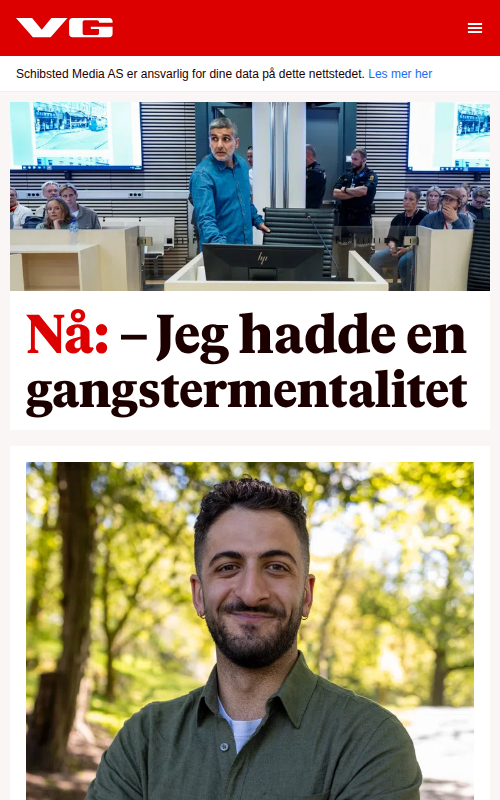 VG
Schibsted Media AS er ansvarlig for dine data på dette nettstedet. Les mer her
hp
Nå: – Jeg hadde en
gangstermentalitet